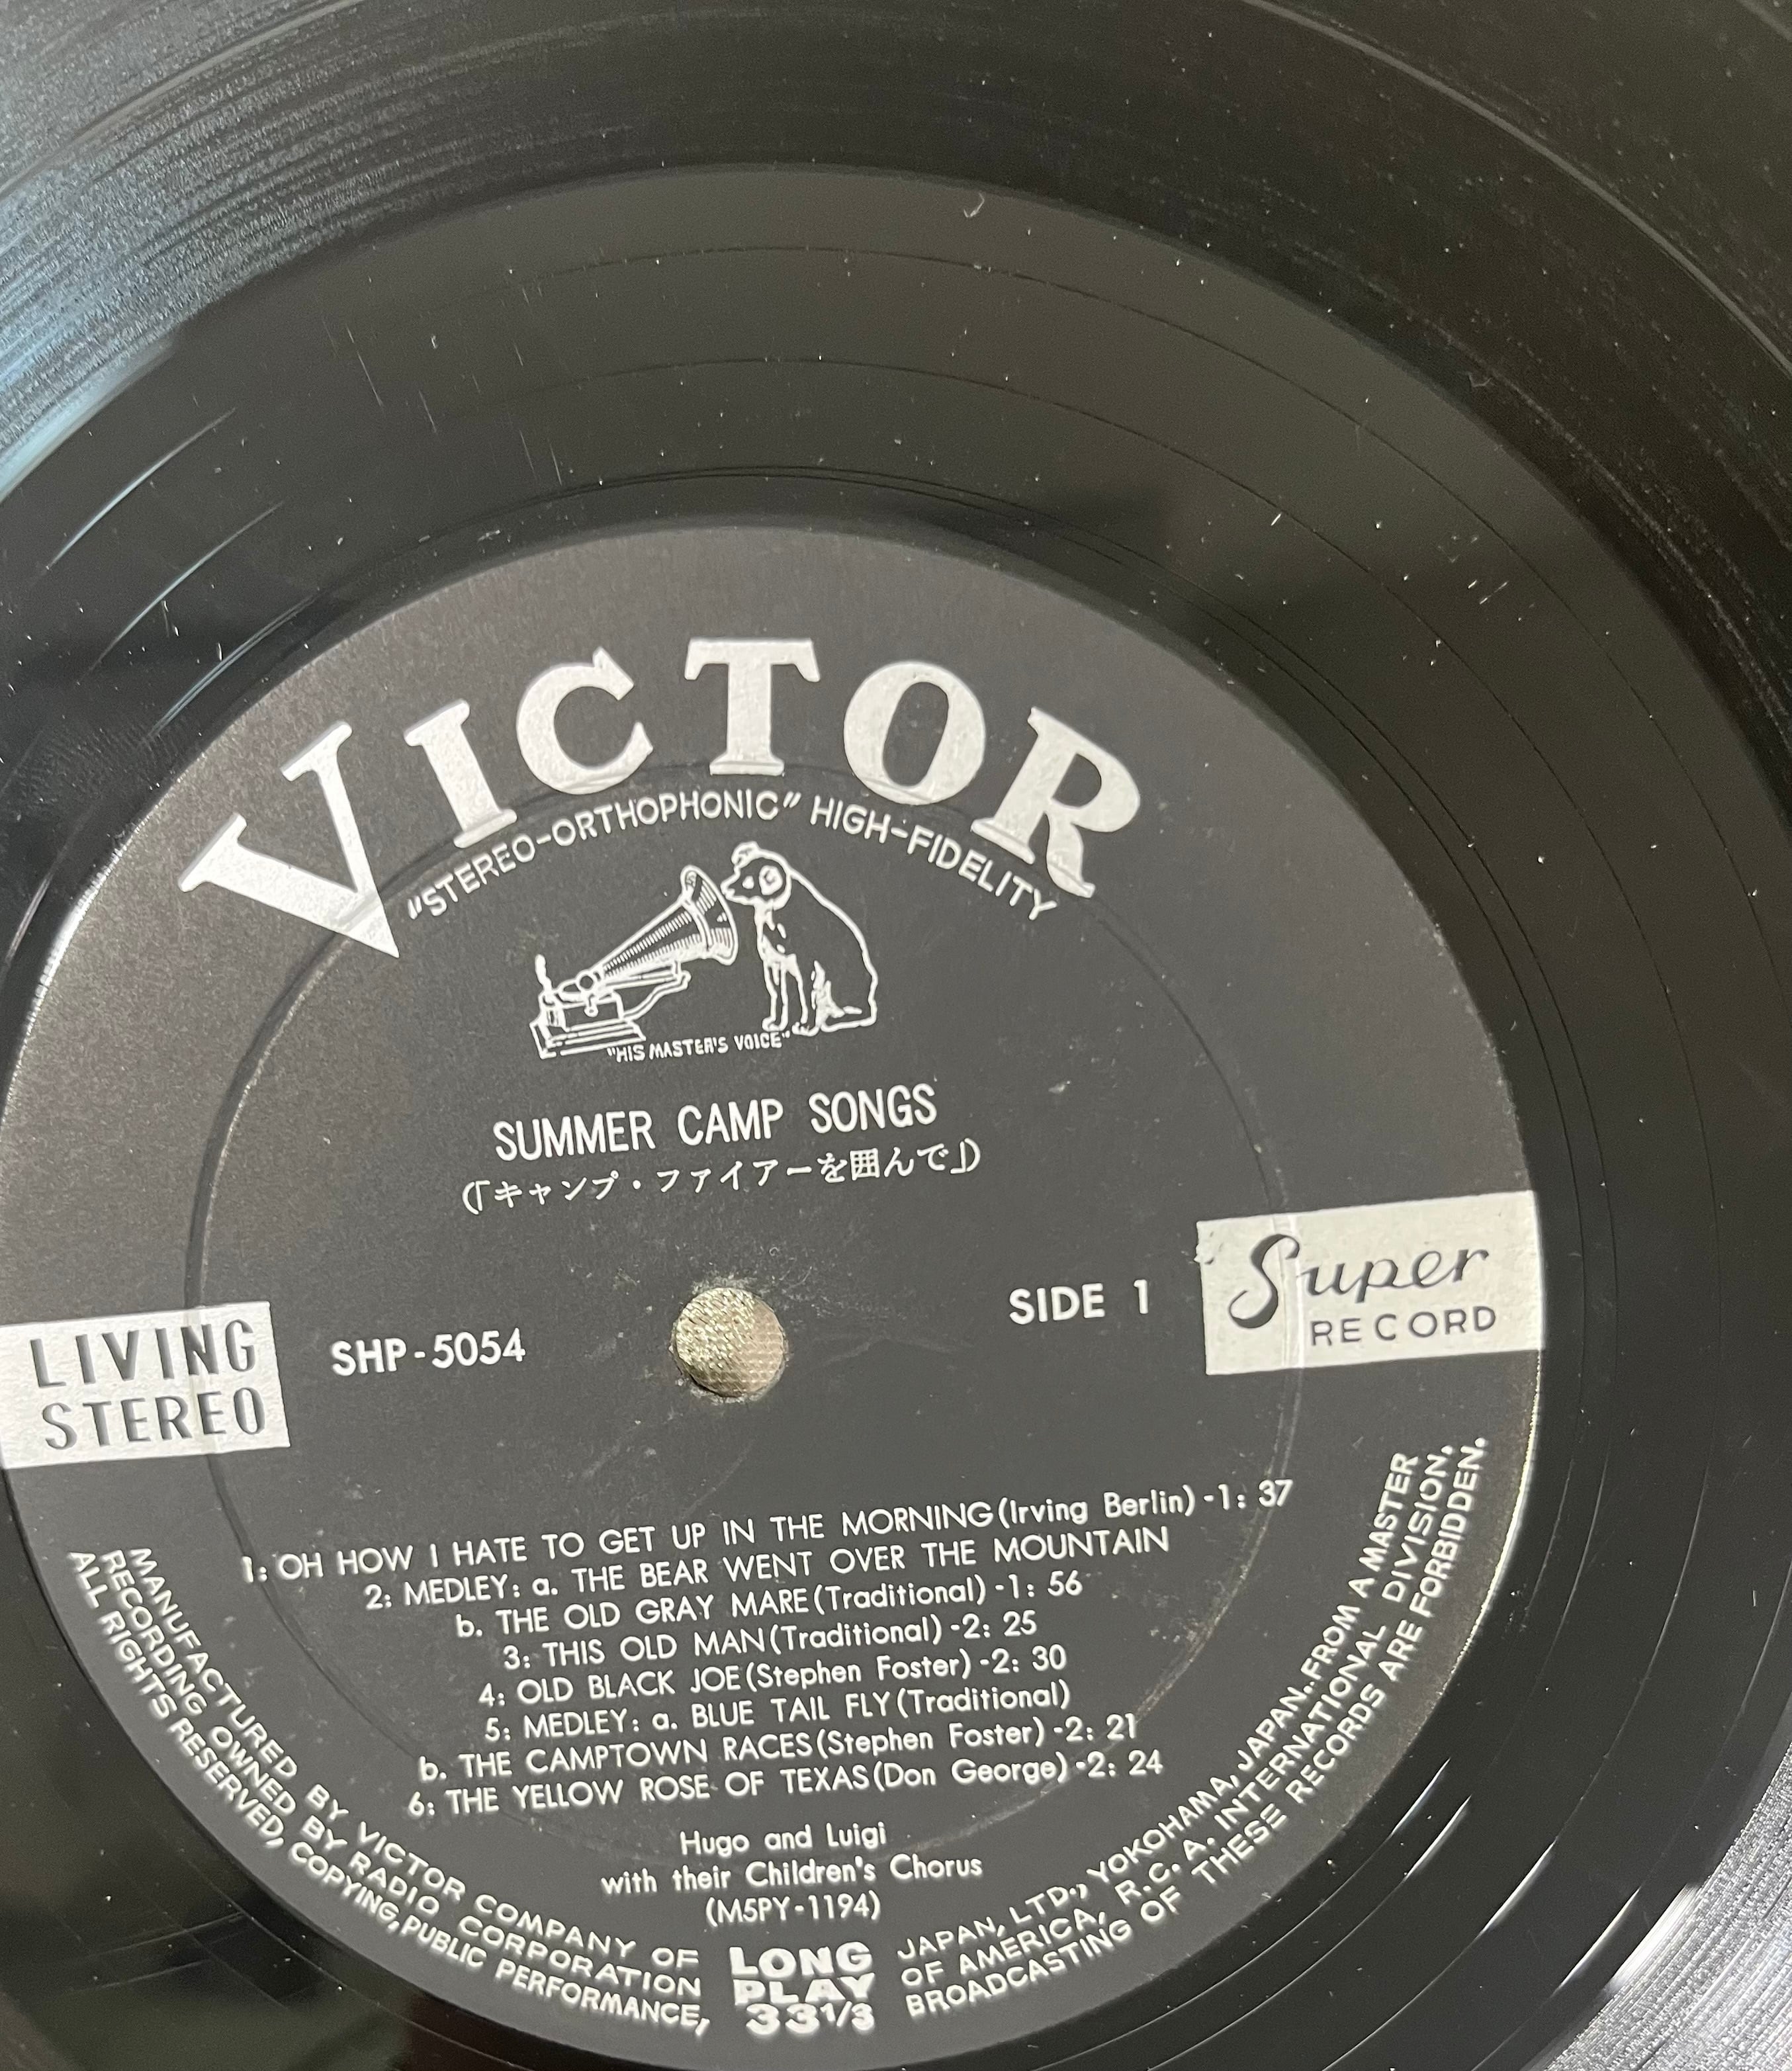 VICTOR
"STEREO-ORTHOPHONIC" HIGH-FIDELITY
"HIS MASTER'S VOICE"
SUMMER CAMP SONGS
(「キャンプ・ファイアーを囲んで」)
LIVING
STEREO
SHP-5054
SIDE 1
Super
RECORD
1: OH HOW I HATE TO GET UP IN THE MORNING (Irving Berlin) -1: 37
2: MEDLEY: a. THE BEAR WENT OVER THE MOUNTAIN
b. THE OLD GRAY MARE (Traditional) -1: 56
3: THIS OLD MAN (Traditional) -2: 25
4: OLD BLACK JOE (Stephen Foster) -2: 30
5: MEDLEY: a. BLUE TAIL FLY (Traditional)
b. THE CAMPTOWN RACES (Stephen Foster) -2: 21
6: THE YELLOW ROSE OF TEXAS (Don George) -2: 24
Hugo and Luigi
with their Children's Chorus
(M5PY-1194)
LONG
PLAY
33 1/3
MANUFACTURED BY VICTOR COMPANY OF JAPAN, LTD., YOKOHAMA, JAPAN..FROM A MASTER
RECORDING OWNED BY RADIO CORPORATION OF AMERICA, R.C.A. INTERNATIONAL DIVISION.
ALL RIGHTS RESERVED, COPYING, PUBLIC PERFORMANCE, BROADCASTING OF THESE RECORDS ARE FORBIDDEN.